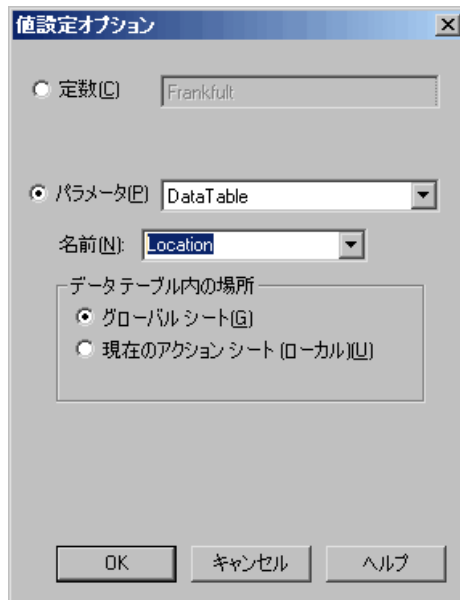 値設定オプション
定数(C) Frankfult
パラメータ(P) DataTable
名前(N): Location
データテーブル内の場所
グローバル シート(G)
現在のアクション シート (ローカル)(U)
OK キャンセル ヘルプ